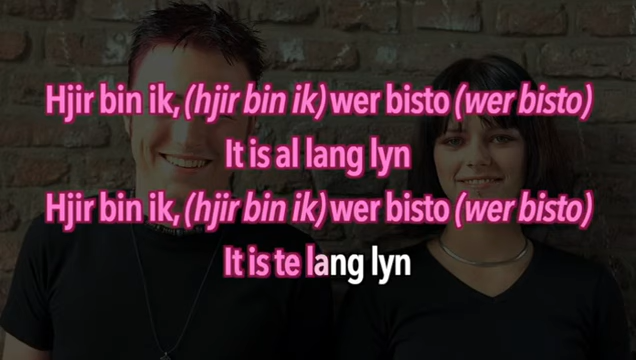 Hjir bin ik, (hjir bin ik) wer bisto (wer bisto)
It is al lang lyn
Hjir bin ik, (hjir bin ik) wer bisto (wer bisto)
It is te lang lyn